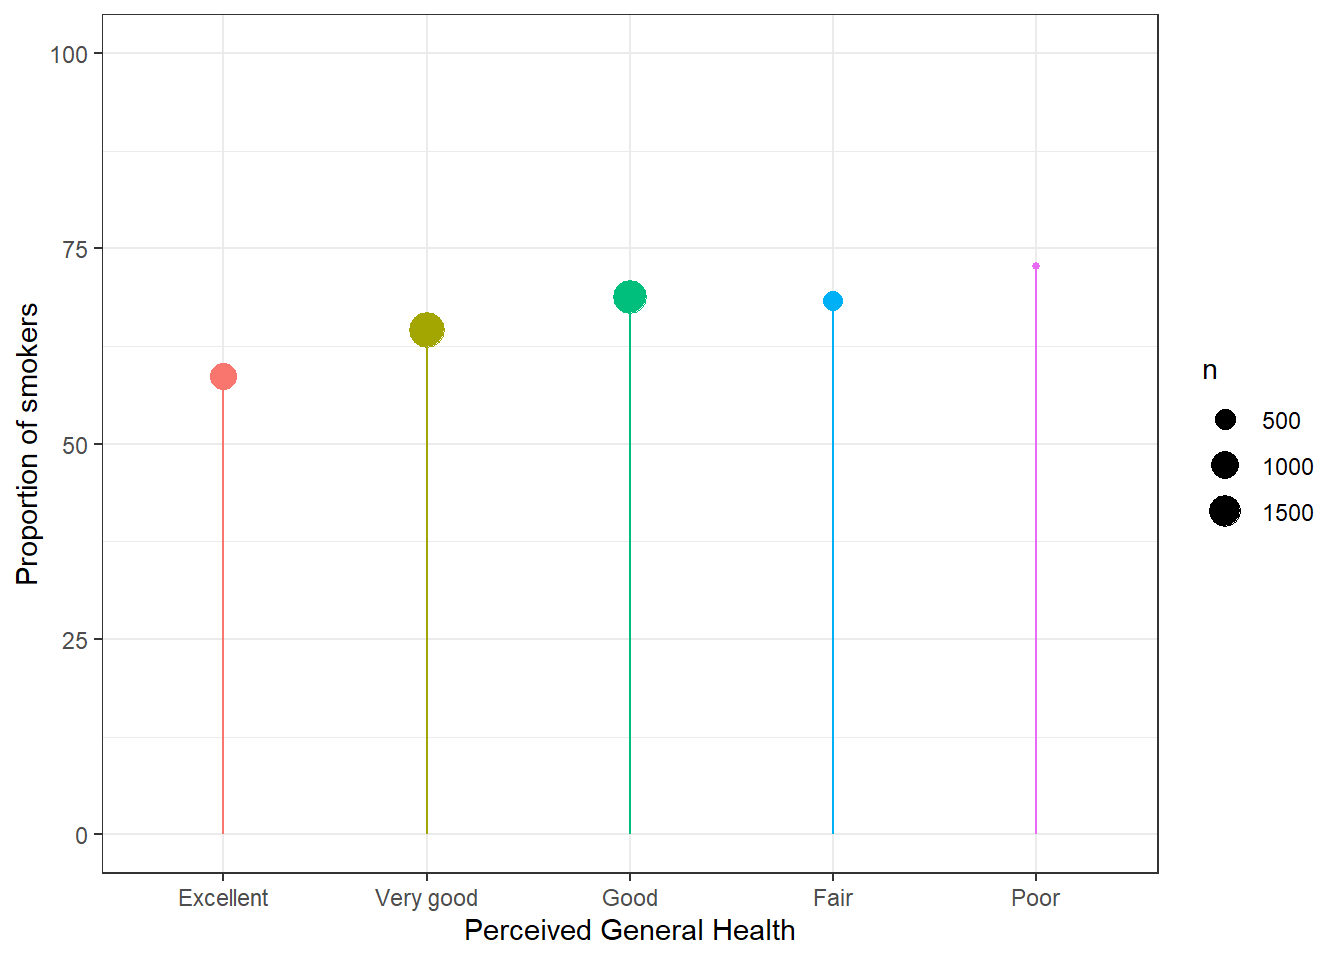 100
75
50
25
0
Proportion of smokers
Excellent
Very good
Good
Fair
Poor
Perceived General Health
n
500
1000
1500